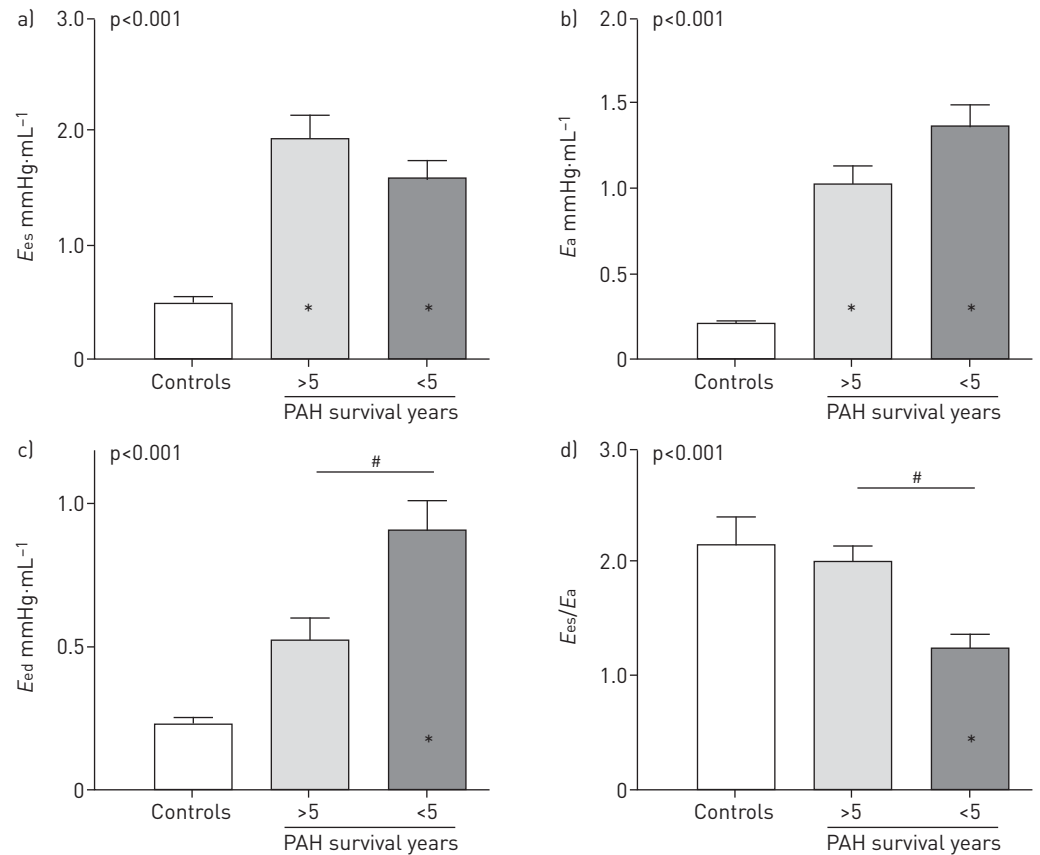 a)
p<0.001
3.0
2.0
1.0
0
Ees mmHg·mL⁻¹
*
*
Controls
>5
<5
PAH survival years
b)
p<0.001
2.0
1.5
1.0
0.5
0
Ea mmHg·mL⁻¹
*
*
Controls
>5
<5
PAH survival years
c)
p<0.001
#
1.0
0.5
0
Eed mmHg·mL⁻¹
*
Controls
>5
<5
PAH survival years
d)
p<0.001
#
3.0
2.0
1.0
0
Ees/Ea
*
Controls
>5
<5
PAH survival years